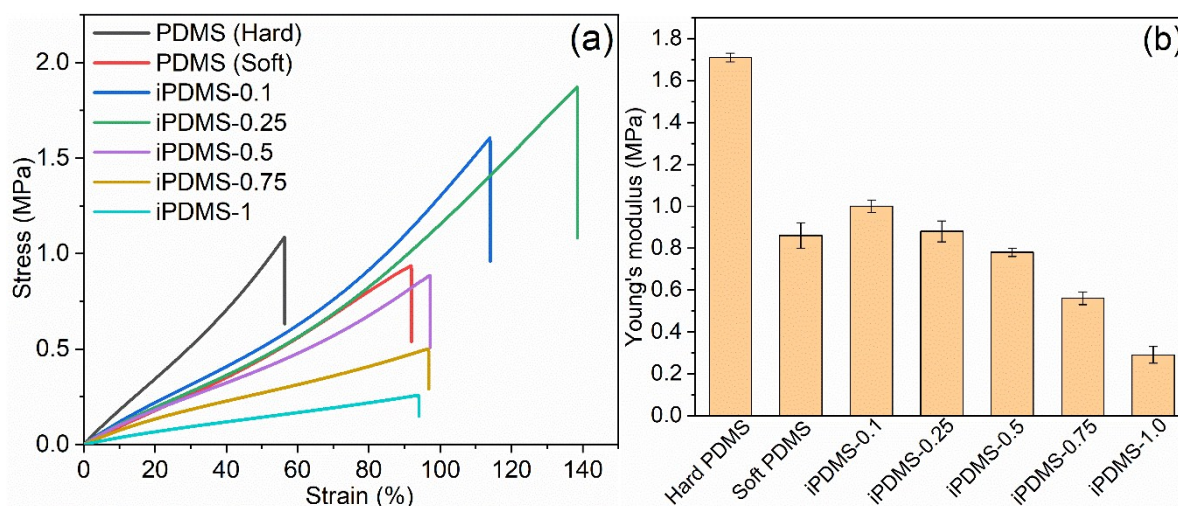 (a)
PDMS (Hard)
PDMS (Soft)
iPDMS-0.1
iPDMS-0.25
iPDMS-0.5
iPDMS-0.75
iPDMS-1
Stress (MPa)
2.0
1.5
1.0
0.5
0.0
0 20 40 60 80 100 120 140
Strain (%)
(b)
Young's modulus (MPa)
1.8
1.6
1.4
1.2
1.0
0.8
0.6
0.4
0.2
0.0
Hard PDMS
Soft PDMS
iPDMS-0.1
iPDMS-0.25
iPDMS-0.5
iPDMS-0.75
iPDMS-1.0